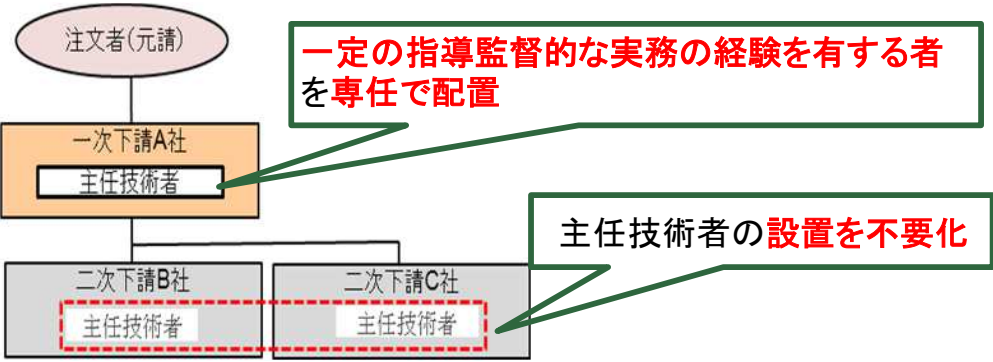 注文者(元請)
一定の指導監督的な実務の経験を有する者
を専任で配置
一次下請A社
主任技術者
主任技術者の設置を不要化
二次下請B社
主任技術者
二次下請C社
主任技術者